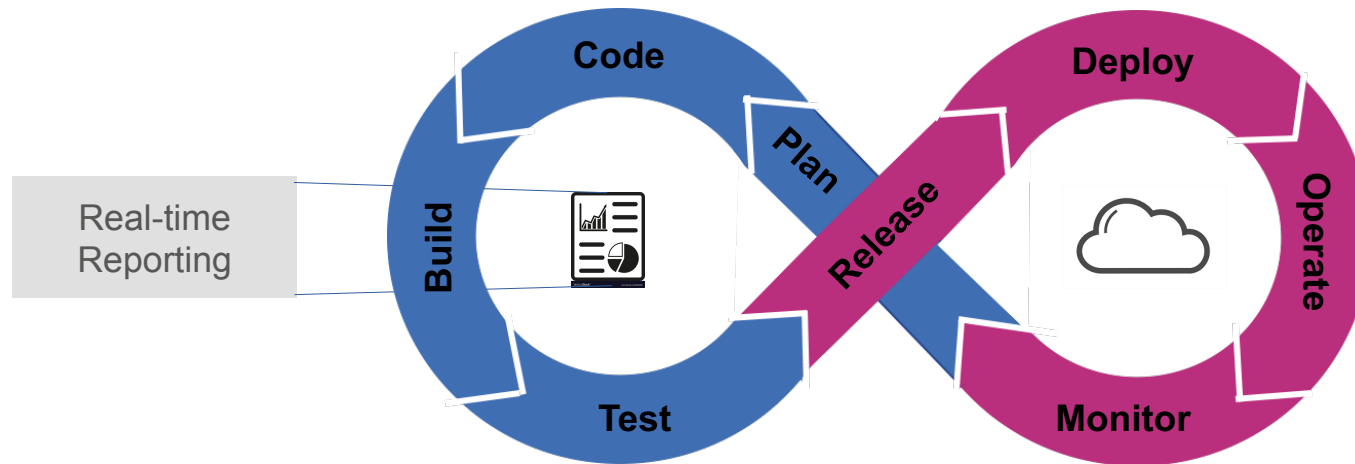 Real-time
Reporting
Code
Build
Test
Plan
Release
Deploy
Operate
Monitor